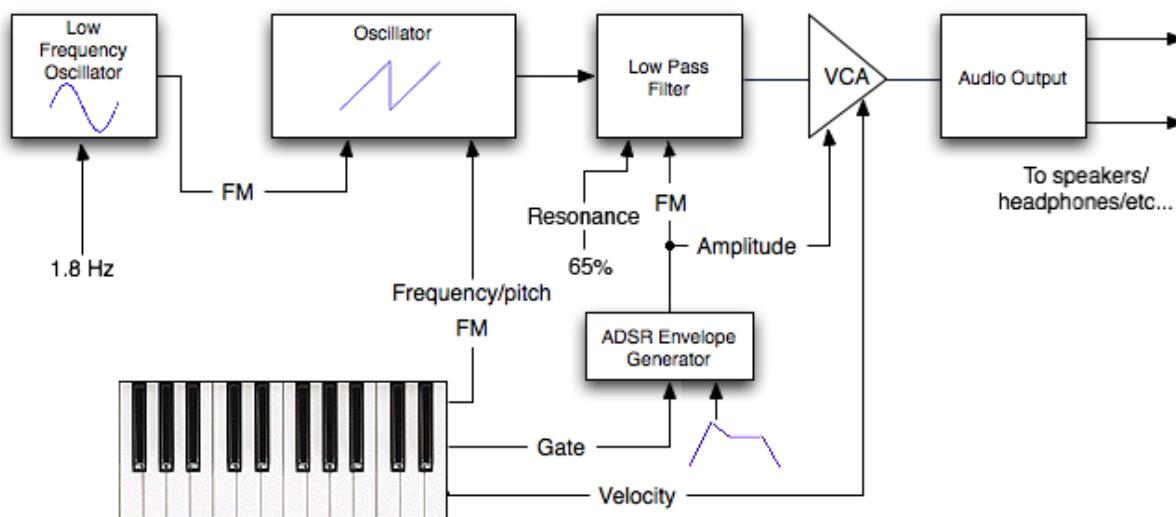 Low
Frequency
Oscillator
Oscillator
Low Pass
Filter
VCA
Audio Output
FM
1.8 Hz
Resonance
65%
FM
Amplitude
To speakers/
headphones/etc...
Frequency/pitch
FM
ADSR Envelope
Generator
Gate
Velocity